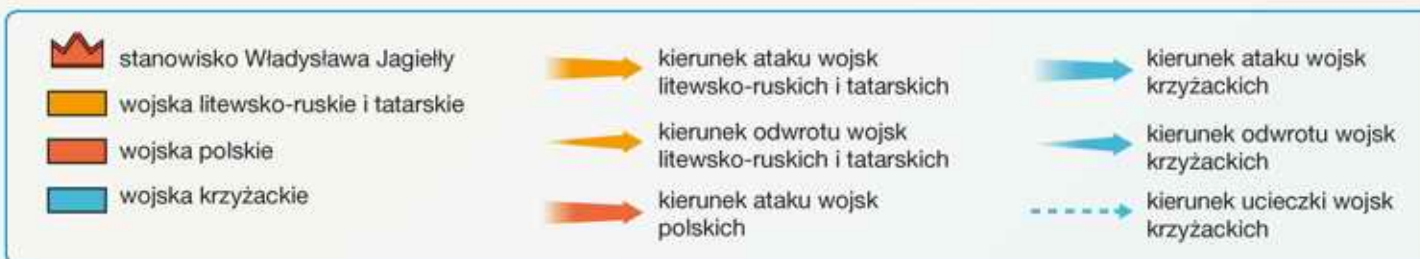 stanowisko Władysława Jagiełły
wojska litewsko-ruskie i tatarskie
wojska polskie
wojska krzyżackie
kierunek ataku wojsk
litewsko-ruskich i tatarskich
kierunek odwrotu wojsk
litewsko-ruskich i tatarskich
kierunek ataku wojsk
polskich
kierunek ataku wojsk
krzyżackich
kierunek odwrotu wojsk
krzyżackich
kierunek ucieczki wojsk
krzyżackich